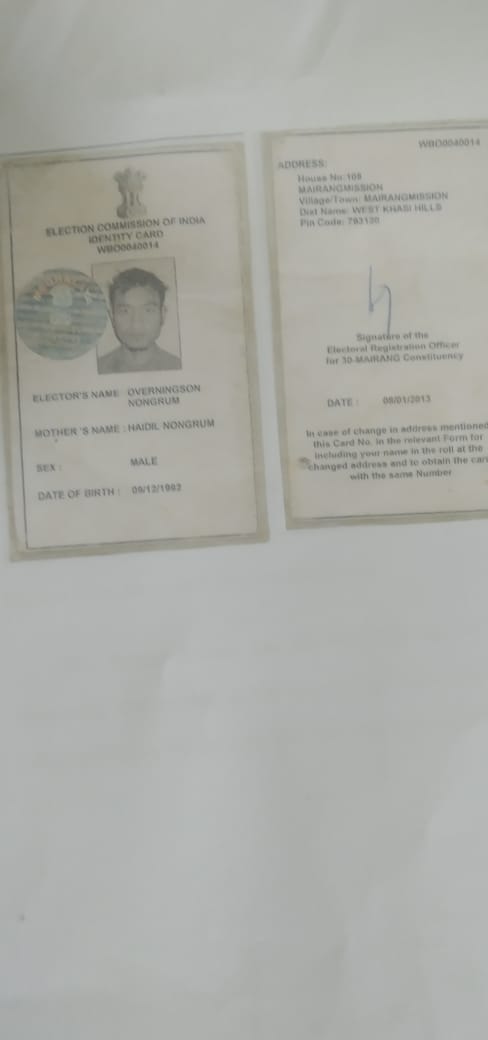 ELECTION COMMISSION OF INDIA
IDENTITY CARD
WBO0040014
ELECTOR'S NAME : OVERNINGSON
NONGRUM
MOTHER 'S NAME : HAIDIL NONGRUM
SEX : MALE
DATE OF BIRTH : 09/12/1992
WBO0040014
ADDRESS:
House No:108
MAIRANGMISSION
Village/Town: MAIRANGMISSION
Dist Name: WEST KHASI HILLS
Pin Code: 793120
Signature of the
Electoral Registration Officer
for 30-MAIRANG Constituency
DATE : 08/01/2013
In case of change in address mentioned
this Card No. in the relevant Form for
including your name in the roll at the
changed address and to obtain the card
with the same Number